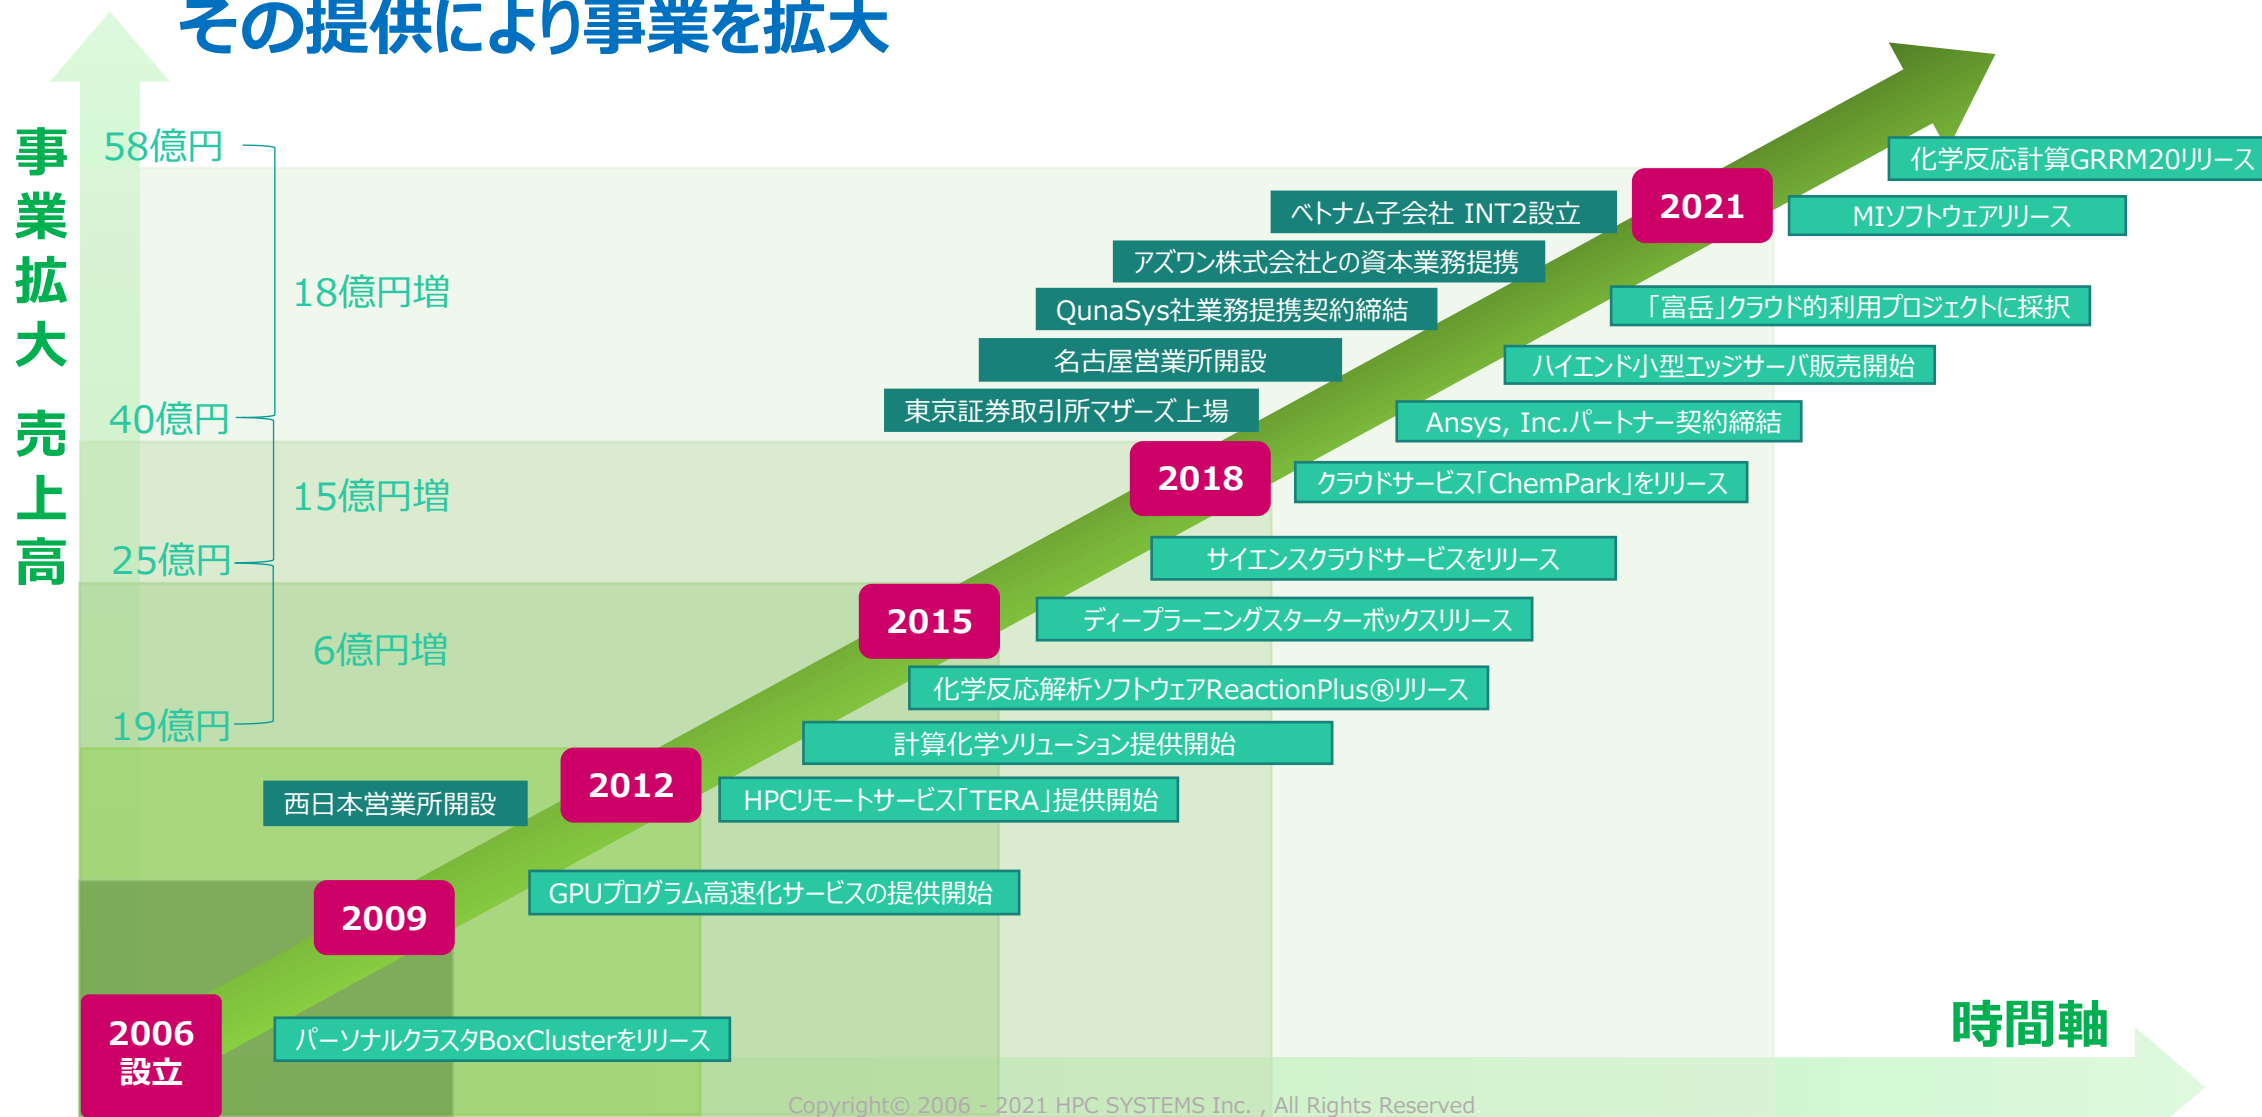 その提供により事業を拡大
事業拡大 売上高
58億円
18億円増
40億円
15億円増
25億円
6億円増
19億円
化学反応計算GRRM20リリース
2021
MIソフトウェアリリース
ベトナム子会社 INT2設立
アズワン株式会社との資本業務提携
QunaSys社業務提携契約締結
「富岳」クラウド的利用プロジェクトに採択
名古屋営業所開設
ハイエンド小型エッジサーバ販売開始
東京証券取引所マザーズ上場
Ansys, Inc.パートナー契約締結
2018
クラウドサービス「ChemPark」をリリース
サイエンスクラウドサービスをリリース
2015
ディープラーニングスターターボックスリリース
化学反応解析ソフトウェアReactionPlus®リリース
計算化学ソリューション提供開始
2012
西日本営業所開設
HPCリモートサービス「TERA」提供開始
GPUプログラム高速化サービスの提供開始
2009
2006
設立
パーソナルクラスタBoxClusterをリリース
時間軸
Copyright© 2006 - 2021 HPC SYSTEMS Inc. , All Rights Reserved